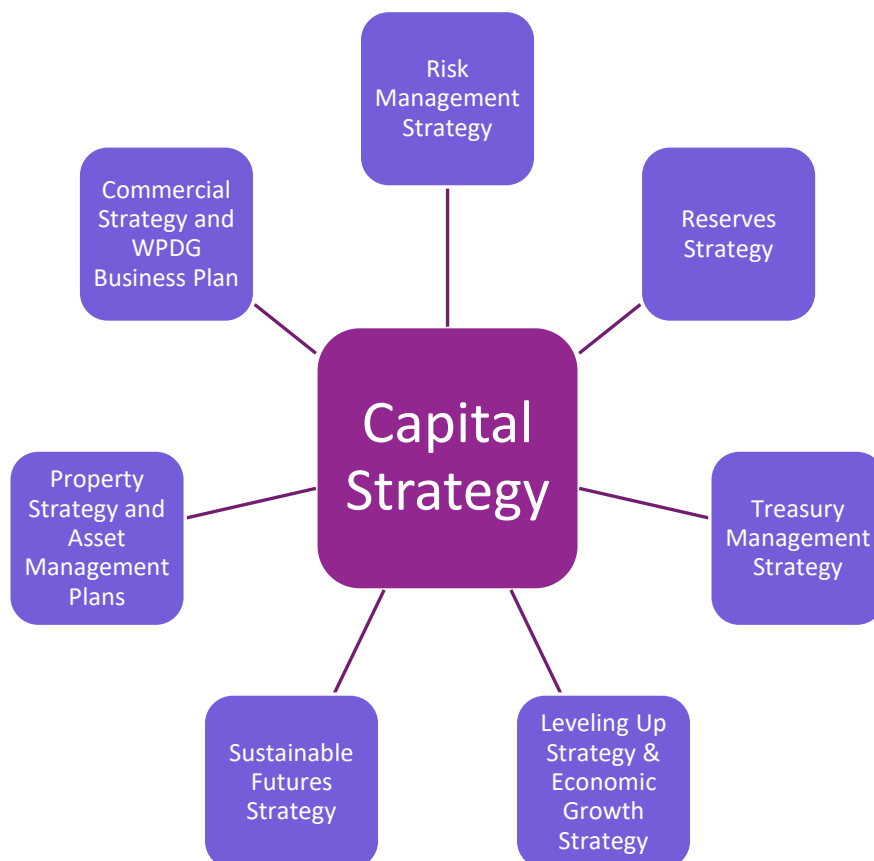 Risk
Management
Strategy
Commercial
Strategy and
WPDG
Business Plan
Reserves
Strategy
Capital
Strategy
Property
Strategy and
Asset
Management
Plans
Treasury
Management
Strategy
Sustainable
Futures
Strategy
Leveling Up
Strategy &
Economic
Growth
Strategy